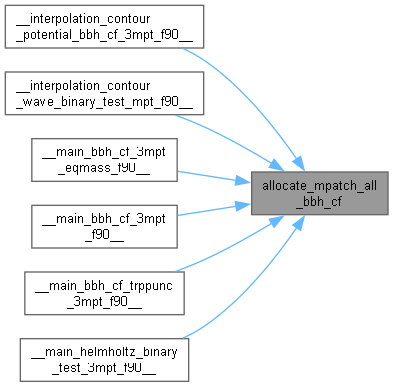 __interpolation_contour
_potential_bbh_cf_3mpt_f90__
__interpolation_contour
_wave_binary_test_mpt_f90__
__main_bbh_cf_3mpt
_eqmass_f90__
__main_bbh_cf_3mpt
_f90__
__main_bbh_cf_trppunc
_3mpt_f90__
__main_helmholtz_binary
_test_3mpt_f90__
allocate_mpatch_all
_bbh_cf